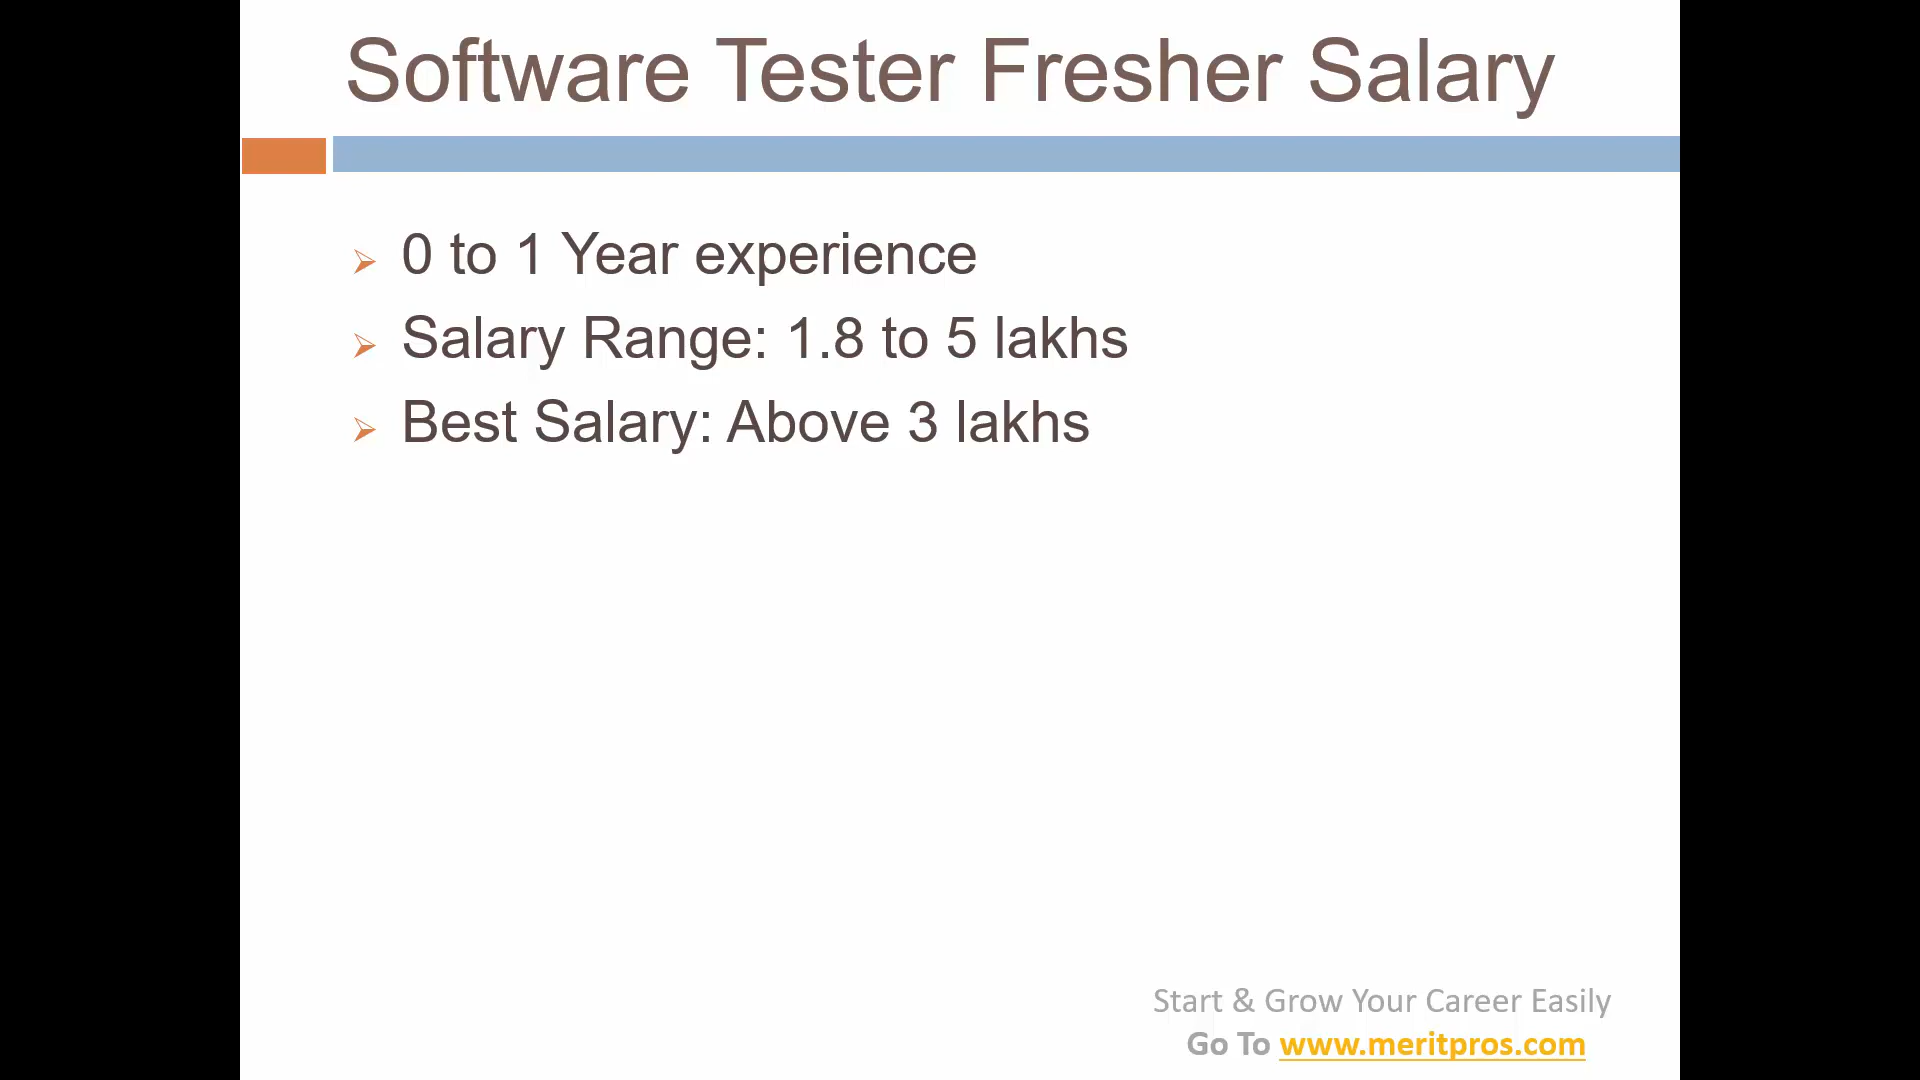 Software Tester Fresher Salary
0 to 1 Year experience
Salary Range: 1.8 to 5 lakhs
Best Salary: Above 3 lakhs
Start & Grow Your Career Easily
Go To www.meritpros.com